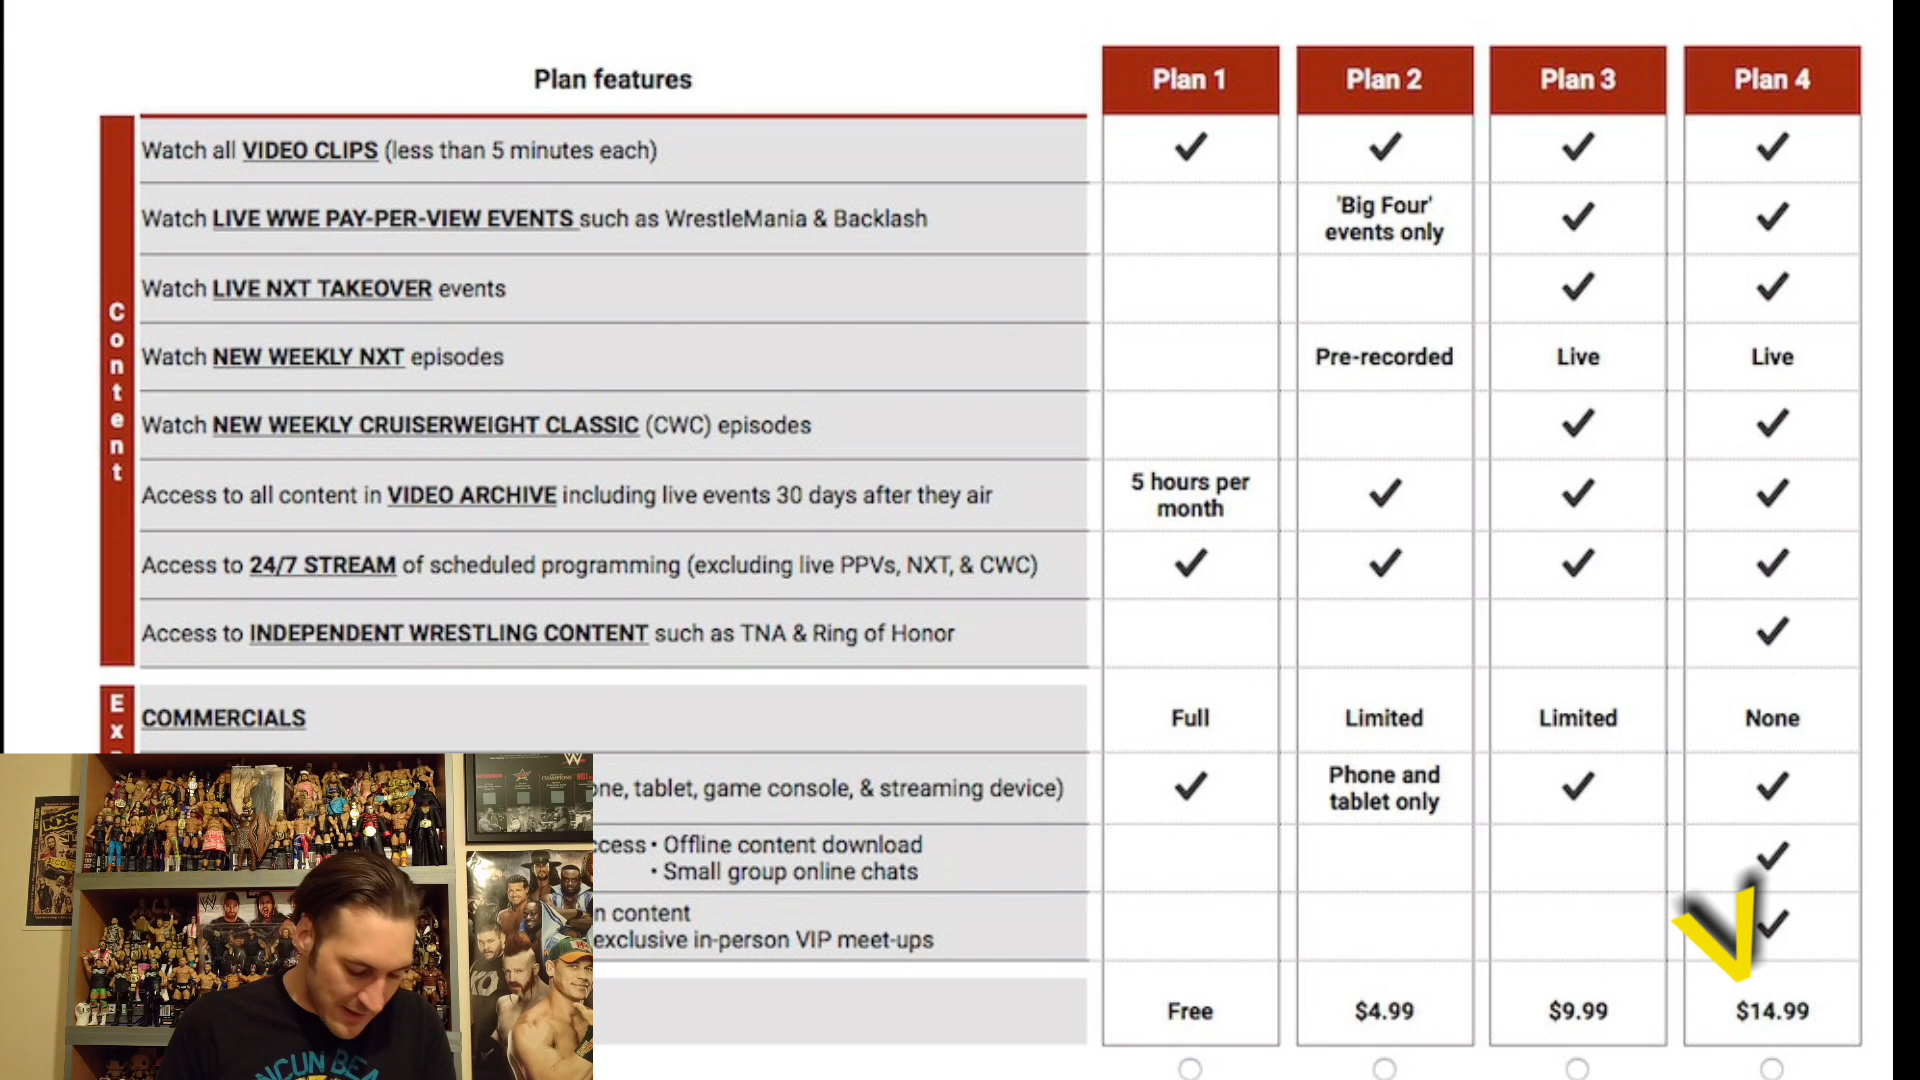 Plan features
Plan 1
Plan 2
Plan 3
Plan 4
Content
Watch all VIDEO CLIPS (less than 5 minutes each)
Watch LIVE WWE PAY-PER-VIEW EVENTS such as WrestleMania & Backlash
'Big Four'
events only
Watch LIVE NXT TAKEOVER events
Watch NEW WEEKLY NXT episodes
Pre-recorded
Live
Live
Watch NEW WEEKLY CRUISERWEIGHT CLASSIC (CWC) episodes
Access to all content in VIDEO ARCHIVE including live events 30 days after they air
5 hours per
month
Access to 24/7 STREAM of scheduled programming (excluding live PPVs, NXT, & CWC)
Access to INDEPENDENT WRESTLING CONTENT such as TNA & Ring of Honor
Ex
COMMERCIALS
Full
Limited
Limited
None
one, tablet, game console, & streaming device)
Phone and
tablet only
ccess • Offline content download
• Small group online chats
n content
exclusive in-person VIP meet-ups
Free
$4.99
$9.99
$14.99
NXT
NCUN BEA